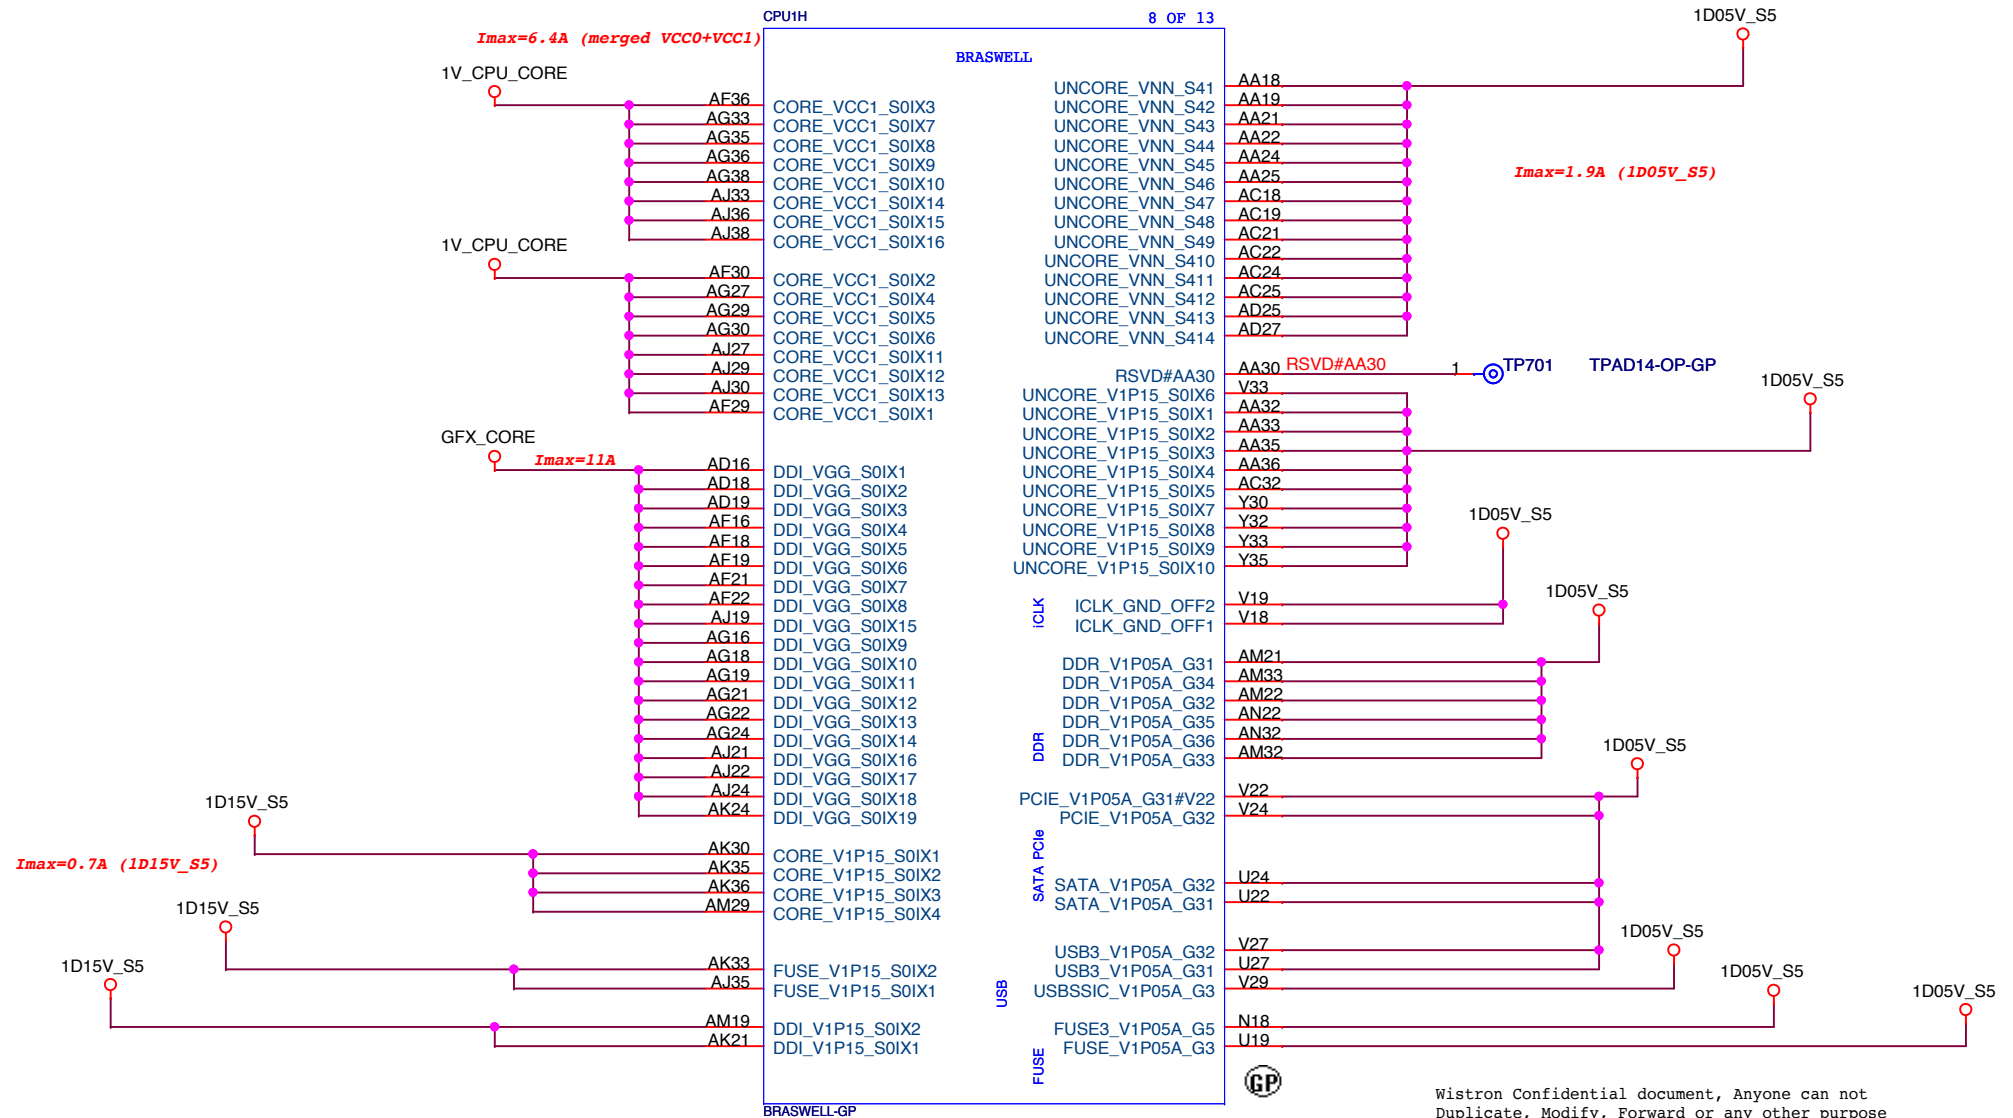 CPU1H
8 OF 13
BRASWELL
Imax=6.4A (merged VCC0+VCC1)
1V_CPU_CORE
AF36 CORE_VCC1_S0IX3
AG33 CORE_VCC1_S0IX7
AG35 CORE_VCC1_S0IX8
AG36 CORE_VCC1_S0IX9
AG38 CORE_VCC1_S0IX10
AJ33 CORE_VCC1_S0IX14
AJ36 CORE_VCC1_S0IX15
AJ38 CORE_VCC1_S0IX16
1V_CPU_CORE
AF30 CORE_VCC1_S0IX2
AG27 CORE_VCC1_S0IX4
AG29 CORE_VCC1_S0IX5
AG30 CORE_VCC1_S0IX6
AJ27 CORE_VCC1_S0IX11
AJ29 CORE_VCC1_S0IX12
AJ30 CORE_VCC1_S0IX13
AF29 CORE_VCC1_S0IX1
GFX_CORE
Imax=11A
AD16 DDI_VGG_S0IX1
AD18 DDI_VGG_S0IX2
AD19 DDI_VGG_S0IX3
AF16 DDI_VGG_S0IX4
AF18 DDI_VGG_S0IX5
AF19 DDI_VGG_S0IX6
AF21 DDI_VGG_S0IX7
AF22 DDI_VGG_S0IX8
AJ19 DDI_VGG_S0IX15
AG16 DDI_VGG_S0IX9
AG18 DDI_VGG_S0IX10
AG19 DDI_VGG_S0IX11
AG21 DDI_VGG_S0IX12
AG22 DDI_VGG_S0IX13
AG24 DDI_VGG_S0IX14
AJ21 DDI_VGG_S0IX16
AJ22 DDI_VGG_S0IX17
AJ24 DDI_VGG_S0IX18
AK24 DDI_VGG_S0IX19
1D15V_S5
Imax=0.7A (1D15V_S5)
AK30 CORE_V1P15_S0IX1
AK35 CORE_V1P15_S0IX2
AK36 CORE_V1P15_S0IX3
AM29 CORE_V1P15_S0IX4
1D15V_S5
AK33 FUSE_V1P15_S0IX2
AJ35 FUSE_V1P15_S0IX1
1D15V_S5
AM19 DDI_V1P15_S0IX2
AK21 DDI_V1P15_S0IX1
BRASWELL-GP
1D05V_S5
UNCORE_VNN_S41 AA18
UNCORE_VNN_S42 AA19
UNCORE_VNN_S43 AA21
UNCORE_VNN_S44 AA22
UNCORE_VNN_S45 AA24
UNCORE_VNN_S46 AA25
UNCORE_VNN_S47 AC18
UNCORE_VNN_S48 AC19
UNCORE_VNN_S49 AC21
UNCORE_VNN_S410 AC22
UNCORE_VNN_S411 AC24
UNCORE_VNN_S412 AC25
UNCORE_VNN_S413 AD25
UNCORE_VNN_S414 AD27
Imax=1.9A (1D05V_S5)
RSVD#AA30 AA30 RSVD#AA30 1 TP701 TPAD14-OP-GP
1D05V_S5
UNCORE_V1P15_S0IX6 V33
UNCORE_V1P15_S0IX1 AA32
UNCORE_V1P15_S0IX2 AA33
UNCORE_V1P15_S0IX3 AA35
UNCORE_V1P15_S0IX4 AA36
UNCORE_V1P15_S0IX5 AC32
UNCORE_V1P15_S0IX7 Y30
UNCORE_V1P15_S0IX8 Y32
UNCORE_V1P15_S0IX9 Y33
UNCORE_V1P15_S0IX10 Y35
1D05V_S5
iCLK
ICLK_GND_OFF2 V19
ICLK_GND_OFF1 V18
1D05V_S5
DDR_V1P05A_G31 AM21
DDR_V1P05A_G34 AM33
DDR_V1P05A_G32 AM22
DDR_V1P05A_G35 AN22
DDR_V1P05A_G36 AN32
DDR_V1P05A_G33 AM32
DDR
1D05V_S5
PCIE_V1P05A_G31#V22 V22
PCIE_V1P05A_G32 V24
SATA PCIe
SATA_V1P05A_G32 U24
SATA_V1P05A_G31 U22
USB3_V1P05A_G32 V27
USB3_V1P05A_G31 U27
USB
1D05V_S5
USBSSIC_V1P05A_G3 V29
1D05V_S5
FUSE3_V1P05A_G5 N18
1D05V_S5
FUSE_V1P05A_G3 U19
FUSE
GP
Wistron Confidential document, Anyone can not
Duplicate, Modify, Forward or any other purpose